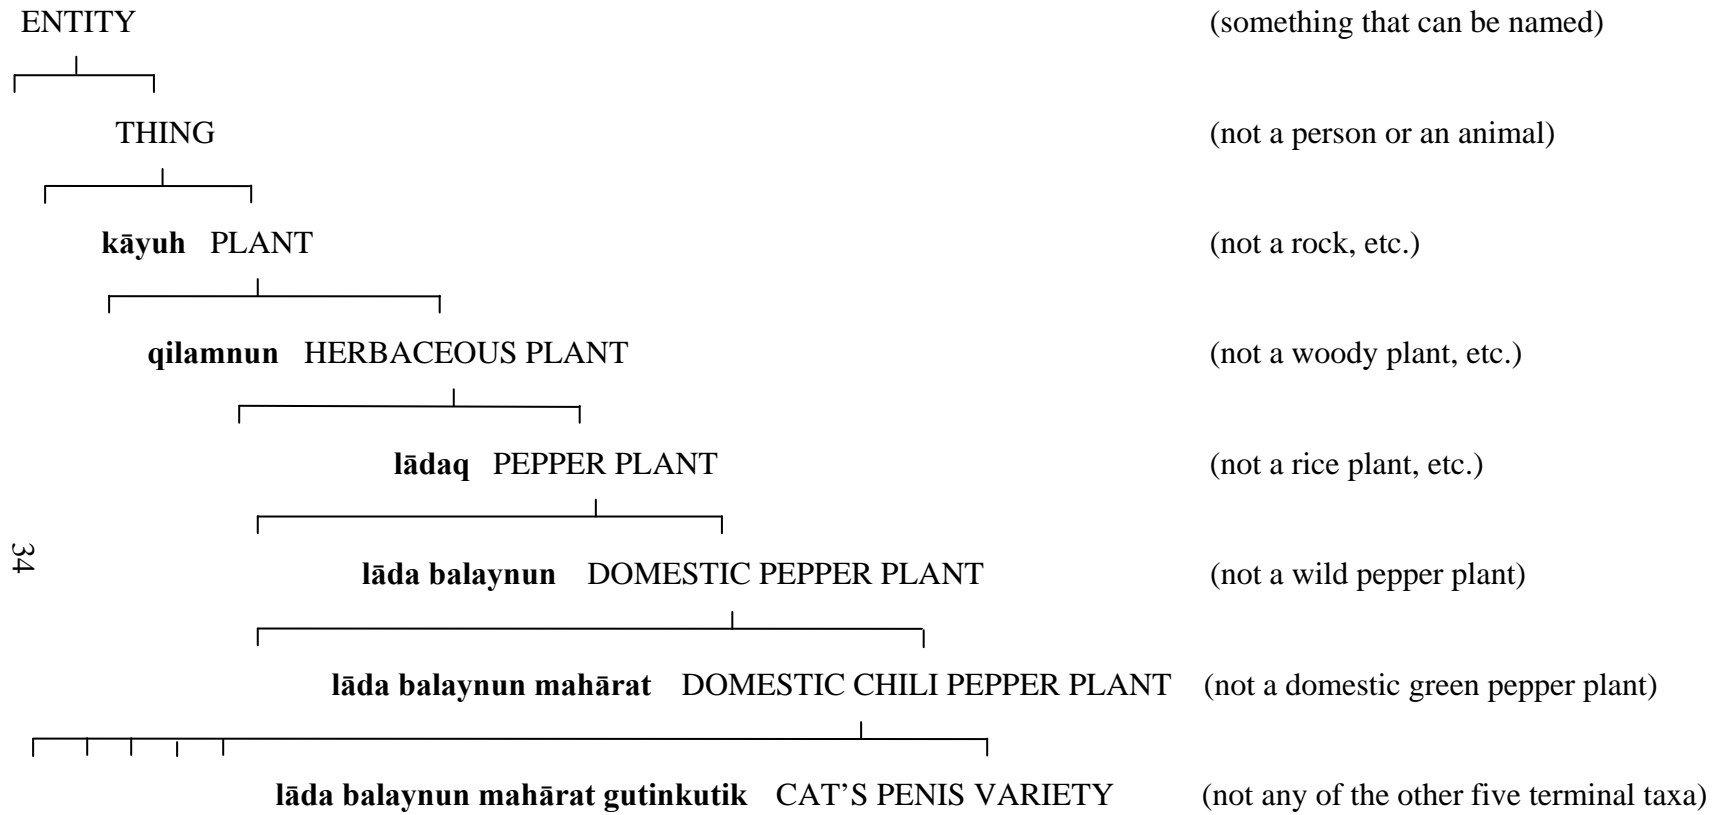 ENTITY (something that can be named)
THING (not a person or an animal)
kāyuh PLANT (not a rock, etc.)
qilamnun HERBACEOUS PLANT (not a woody plant, etc.)
lādaq PEPPER PLANT (not a rice plant, etc.)
34
lāda balaynun DOMESTIC PEPPER PLANT (not a wild pepper plant)
lāda balaynun mahārat DOMESTIC CHILI PEPPER PLANT (not a domestic green pepper plant)
lāda balaynun mahārat gutinkutik CAT’S PENIS VARIETY (not any of the other five terminal taxa)